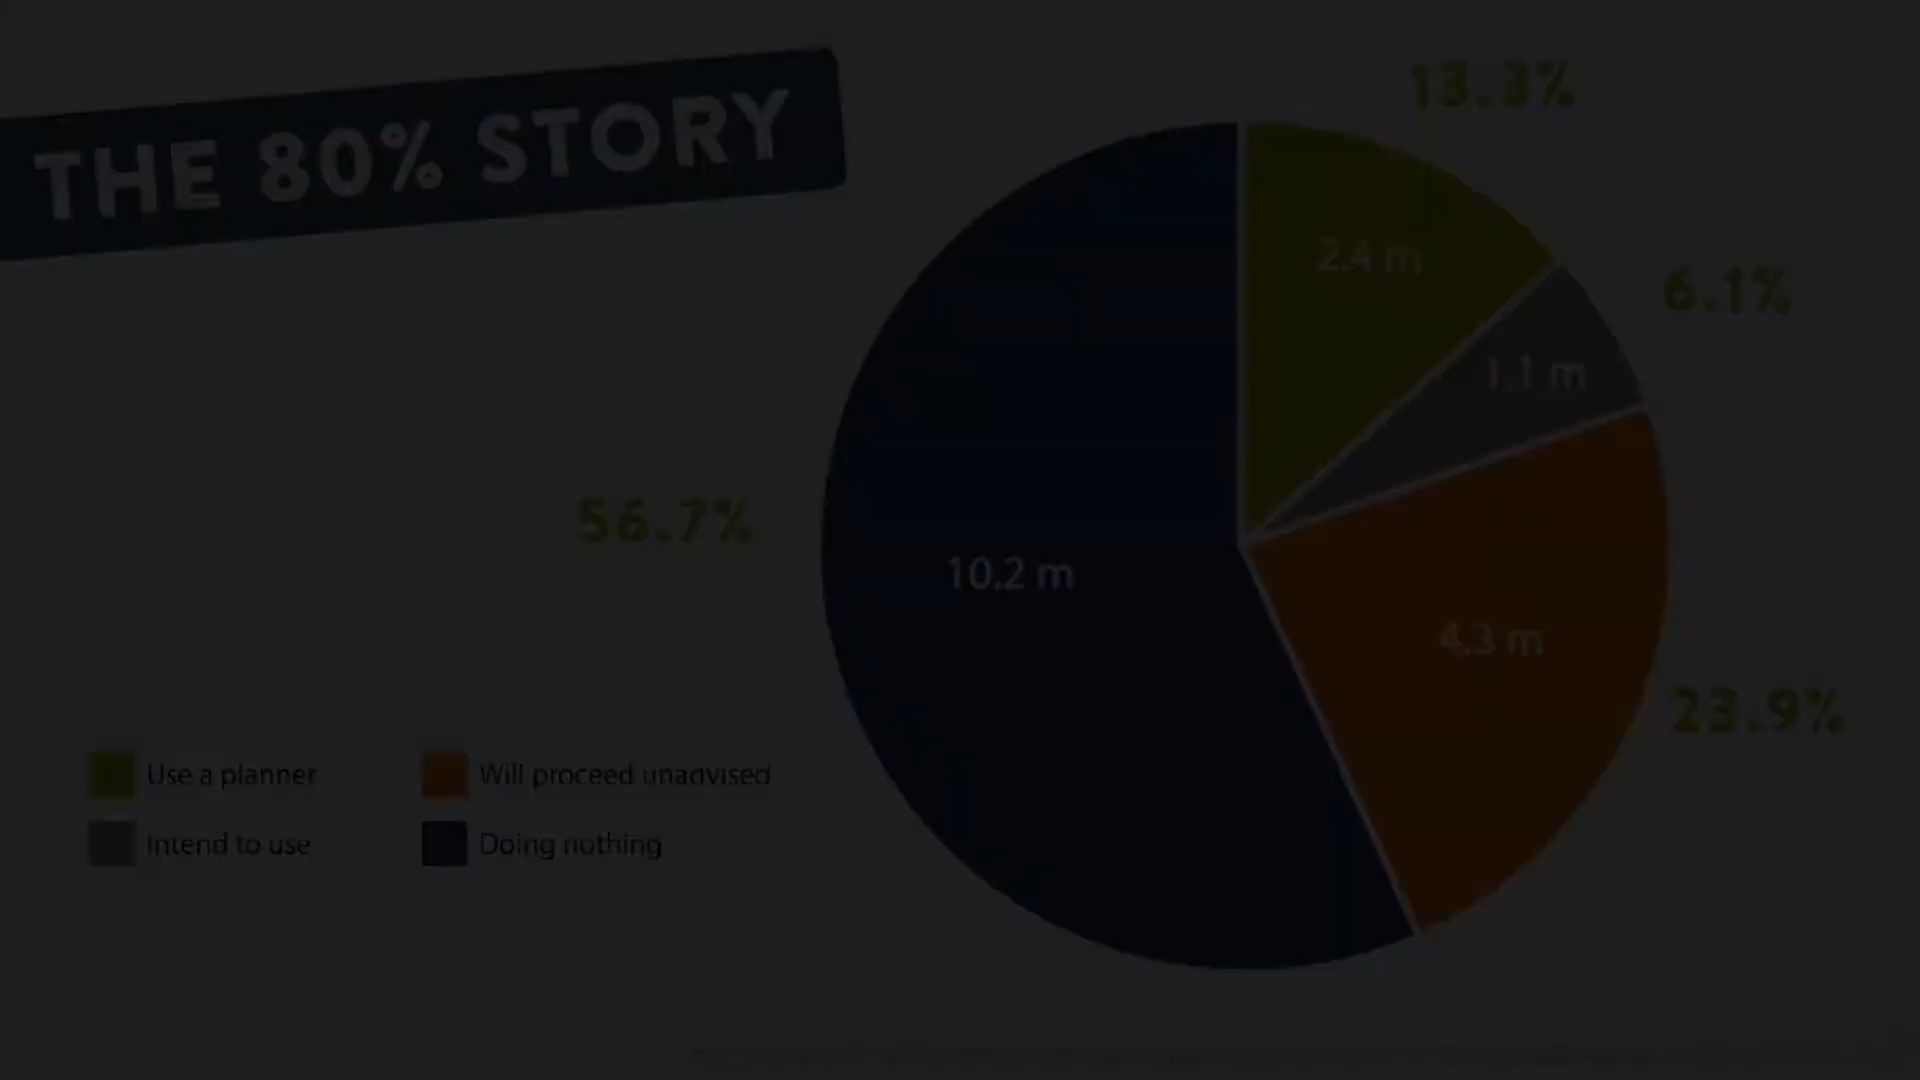 THE 80% STORY
13.3%
2.4 m
6.1%
1.1 m
56.7%
10.2 m
4.3 m
23.9%
Use a planner
Will proceed unadvised
Intend to use
Doing nothing